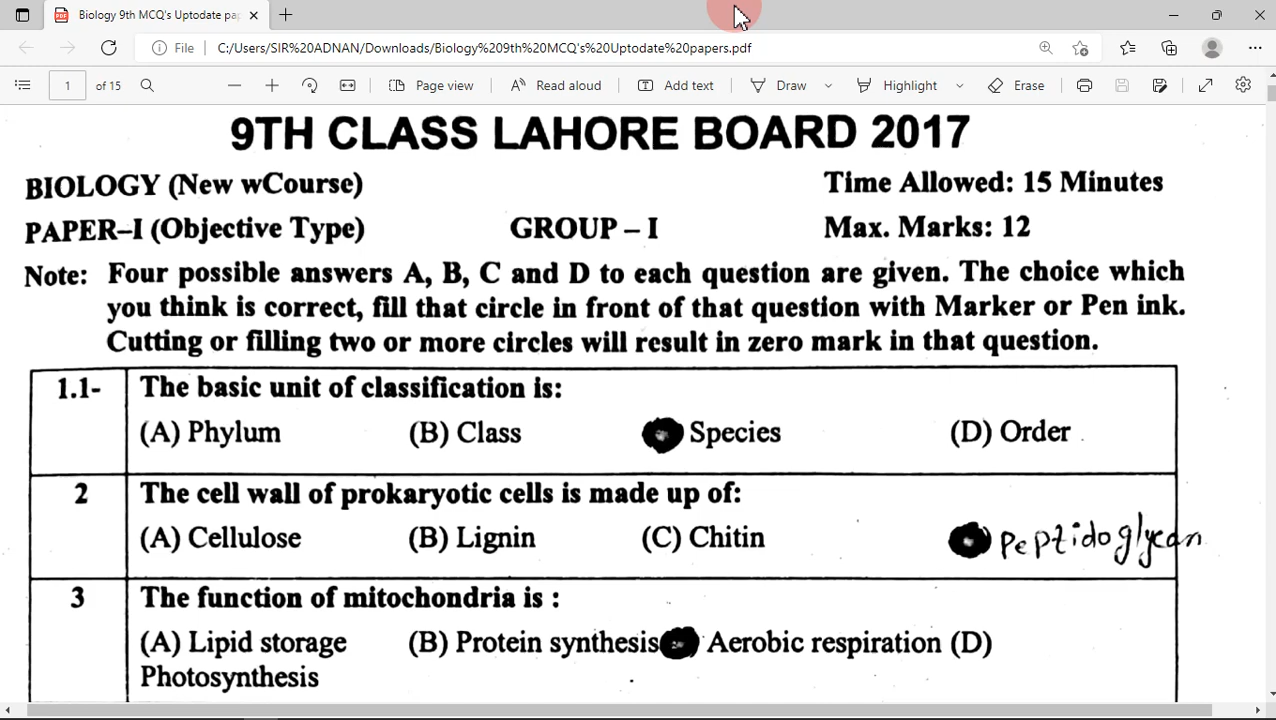 Biology 9th MCQ's Uptodate pap
File C:/Users/SIR%20ADNAN/Downloads/Biology%209th%20MCQ's%20Uptodate%20papers.pdf
1 of 15 Page view Read aloud Add text Draw Highlight Erase
9TH CLASS LAHORE BOARD 2017
BIOLOGY (New wCourse) Time Allowed: 15 Minutes
PAPER–I (Objective Type) GROUP – I Max. Marks: 12
Note: Four possible answers A, B, C and D to each question are given. The choice which
you think is correct, fill that circle in front of that question with Marker or Pen ink.
Cutting or filling two or more circles will result in zero mark in that question.
1.1- The basic unit of classification is:
(A) Phylum (B) Class Species (D) Order
2 The cell wall of prokaryotic cells is made up of:
(A) Cellulose (B) Lignin (C) Chitin Peptidoglycan
3 The function of mitochondria is :
(A) Lipid storage (B) Protein synthesis Aerobic respiration (D)
Photosynthesis